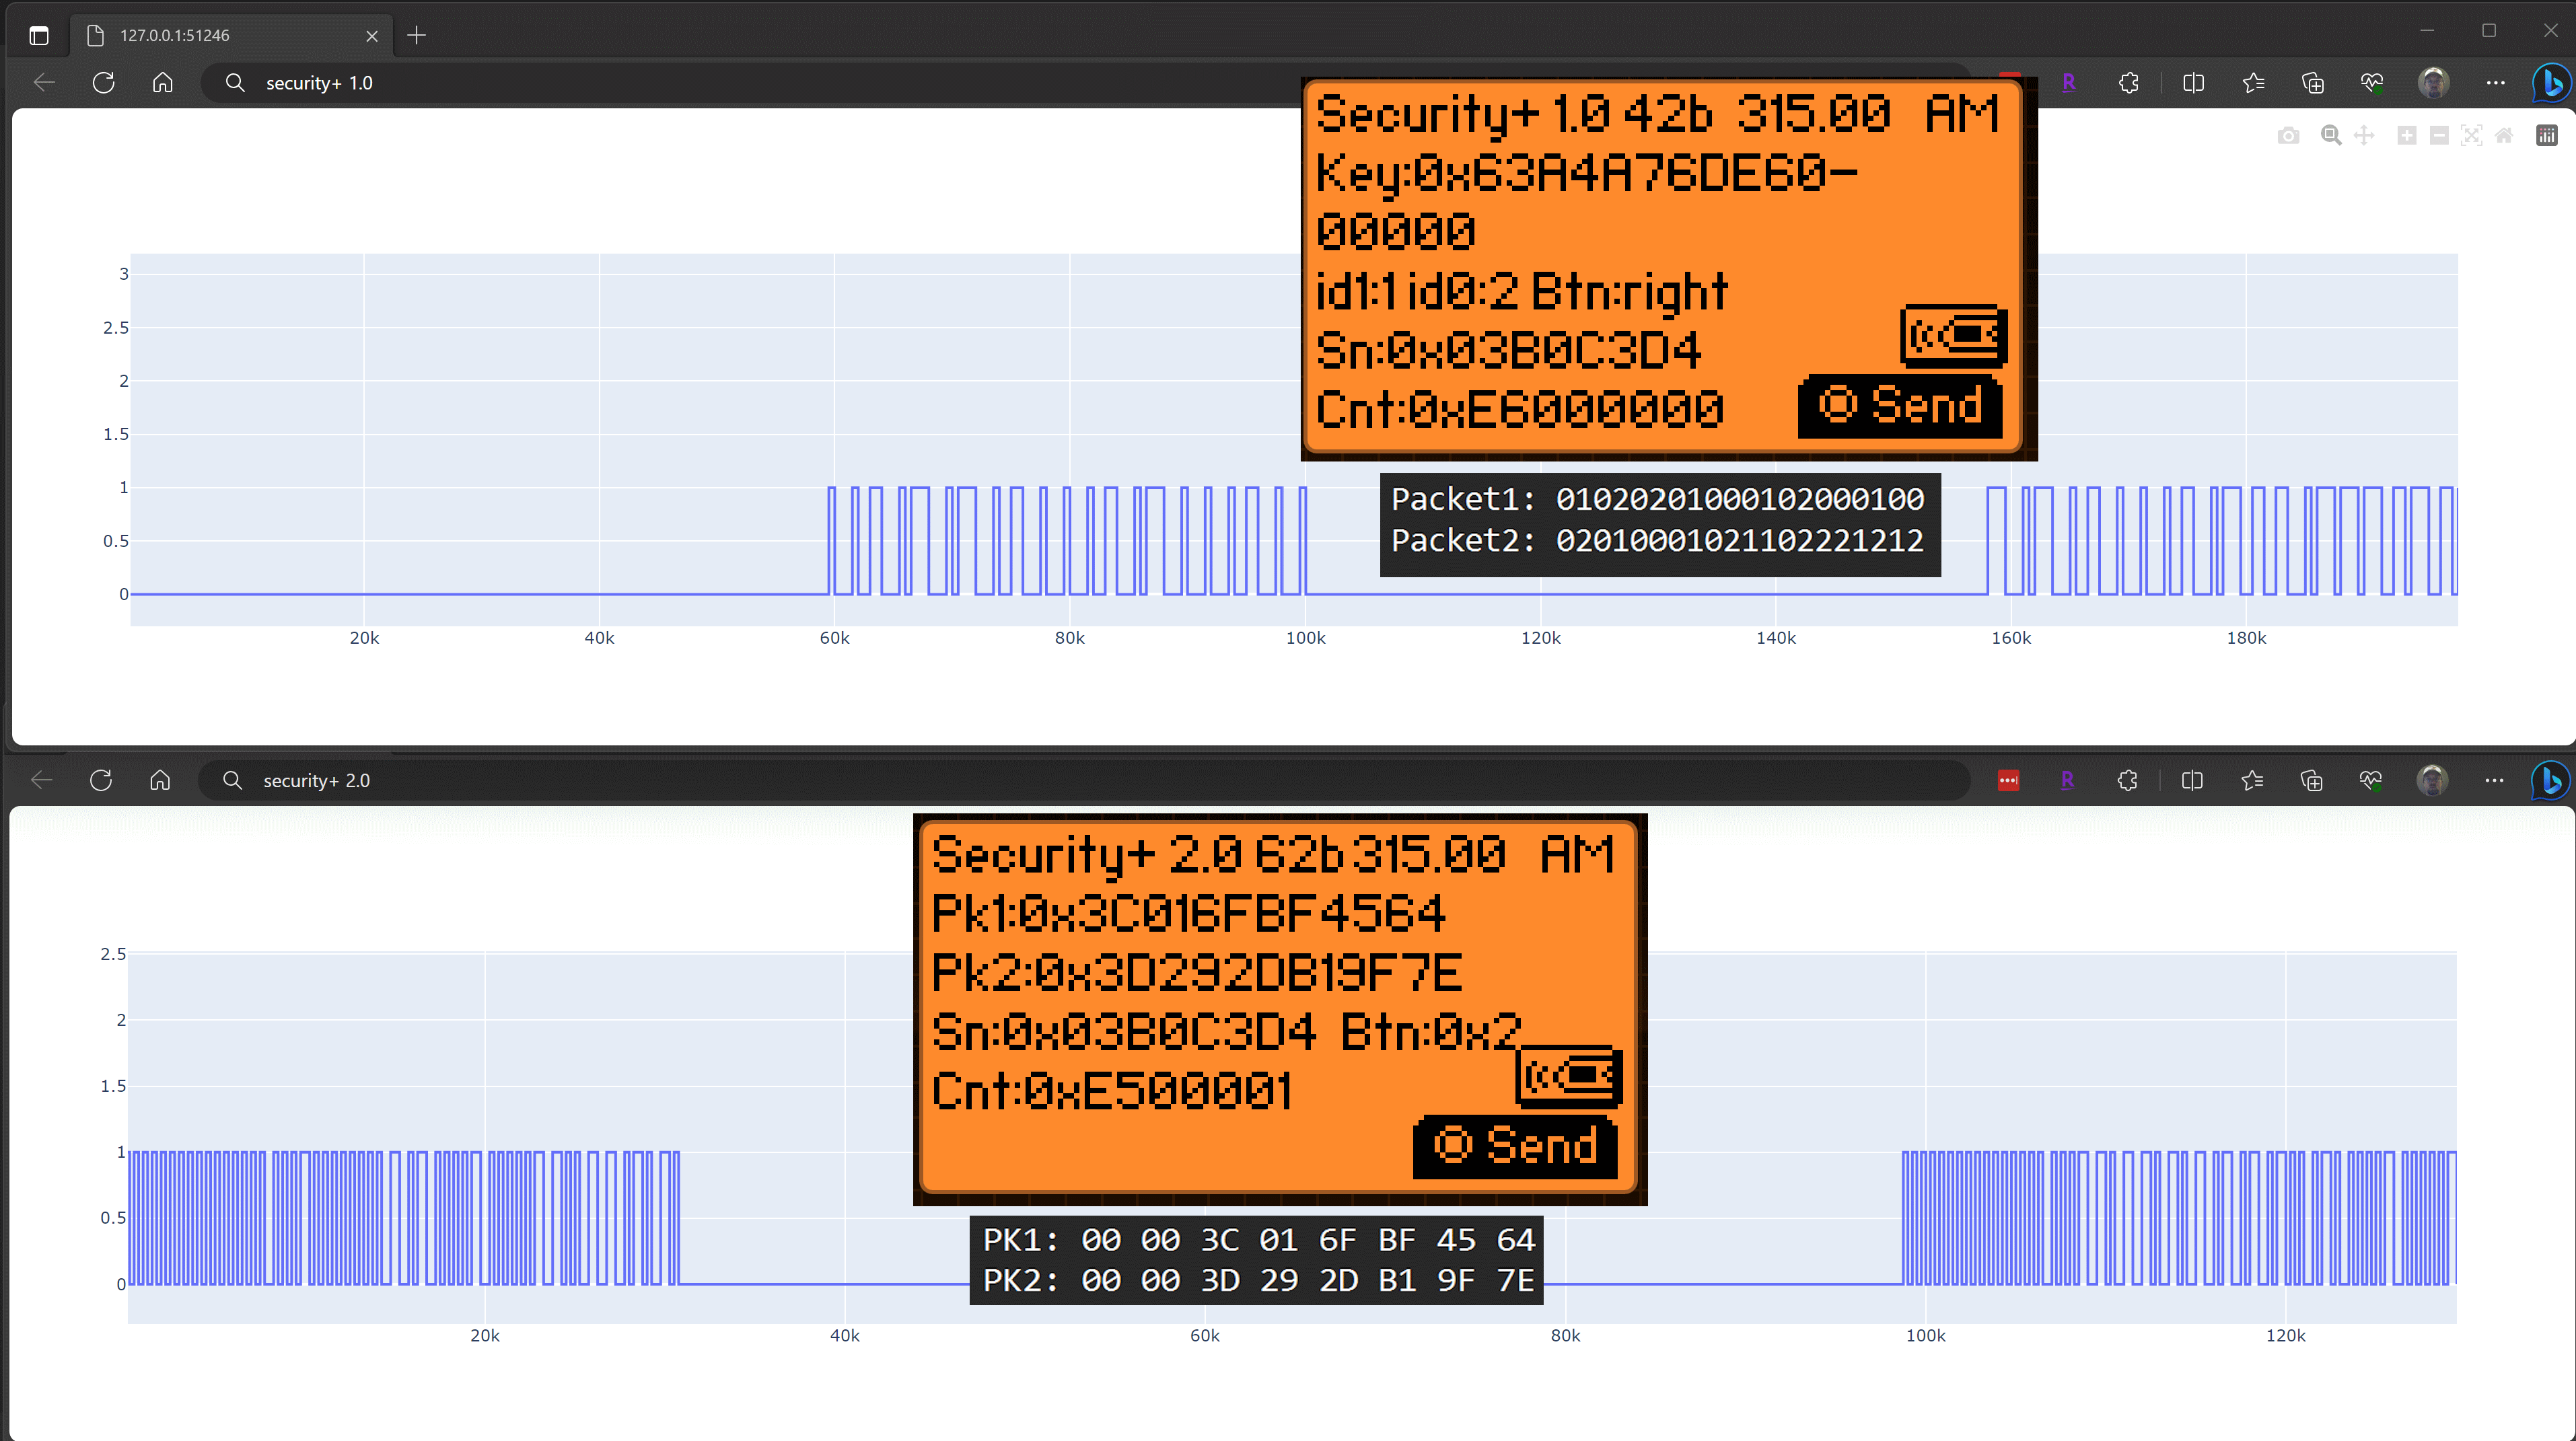 127.0.0.1:51246
security+ 1.0
Security+ 1.0 42b 315.00 AM
Key:0x63A4A76DE60-
00000
id1:1 id0:2 Btn:right
Sn:0x03B0C3D4
Cnt:0xE6000000
Send
3
2.5
2
1.5
1
0.5
0
Packet1: 01020201000102000100
Packet2: 02010001021102221212
20k
40k
60k
80k
100k
120k
140k
160k
180k
security+ 2.0
Security+ 2.0 62b 315.00 AM
Pk1:0x3C016FBF4564
Pk2:0x3D292DB19F7E
Sn:0x03B0C3D4 Btn:0x2
Cnt:0xE500001
Send
2.5
2
1.5
1
0.5
0
PK1: 00 00 3C 01 6F BF 45 64
PK2: 00 00 3D 29 2D B1 9F 7E
20k
40k
60k
80k
100k
120k